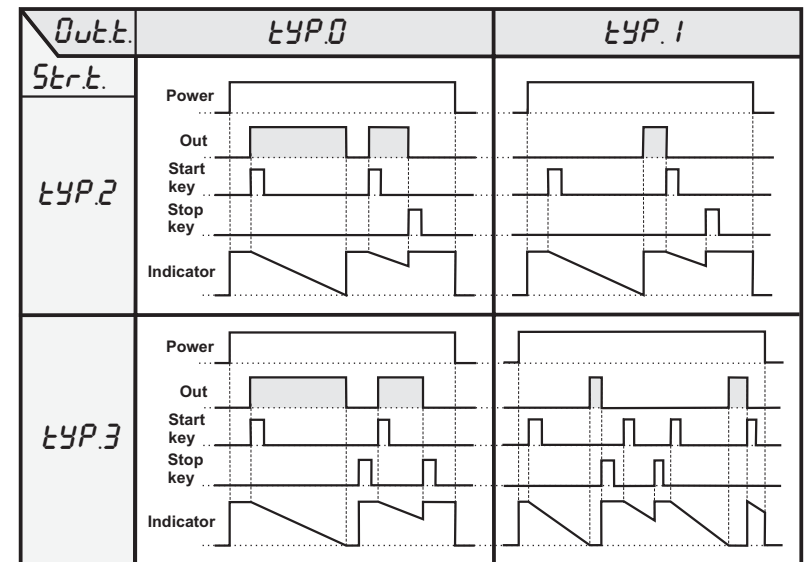 Out.t. tYP.0 tYP.1
Str.t.
tYP.2
Power
Out
Start
key
Stop
key
Indicator
tYP.3
Power
Out
Start
key
Stop
key
Indicator